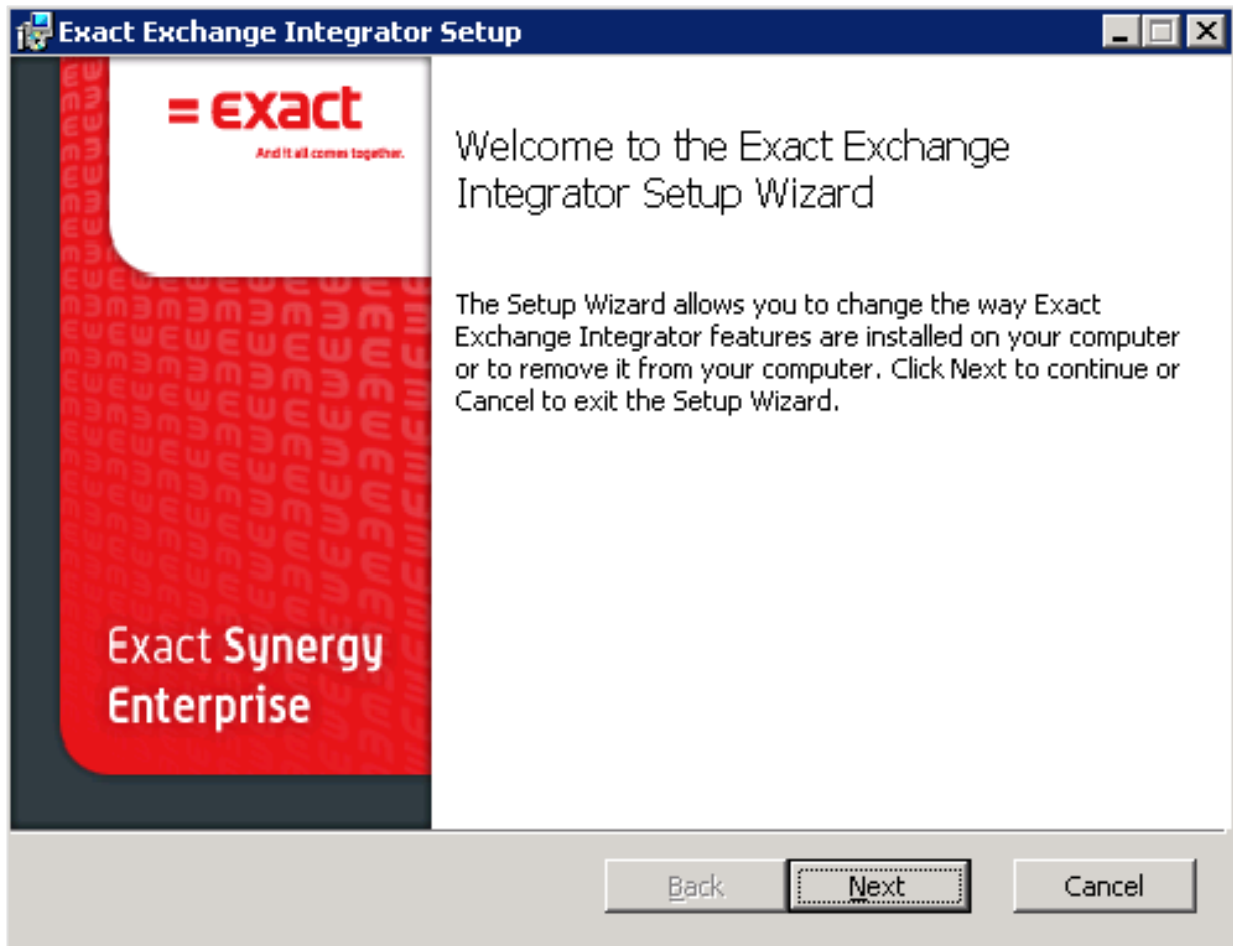 Exact Exchange Integrator Setup
= exact
And it all comes together.
Welcome to the Exact Exchange
Integrator Setup Wizard
The Setup Wizard allows you to change the way Exact
Exchange Integrator features are installed on your computer
or to remove it from your computer. Click Next to continue or
Cancel to exit the Setup Wizard.
Exact Synergy
Enterprise
Back
Next
Cancel